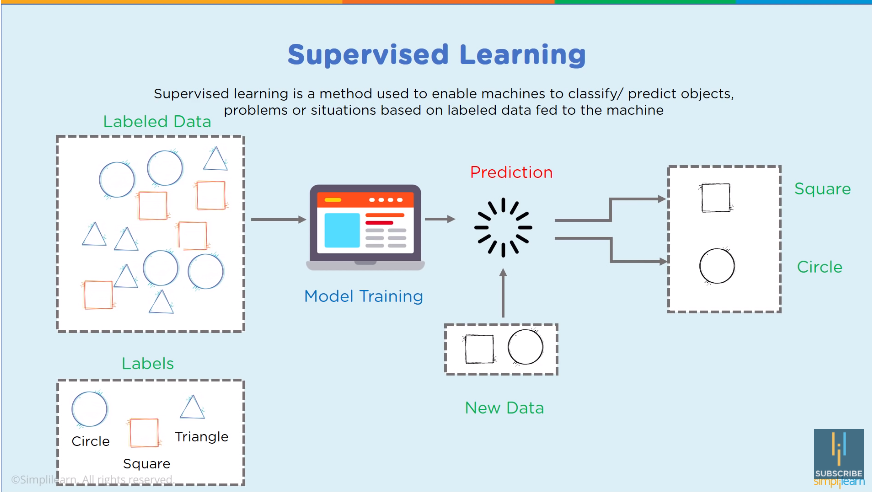 Supervised Learning
Supervised learning is a method used to enable machines to classify/ predict objects,
problems or situations based on labeled data fed to the machine
Labeled Data
Prediction
Square
Circle
Model Training
New Data
Labels
Circle
Triangle
Square
©Simplilearn. All rights reserved
SUBSCRIBE
simplilearn